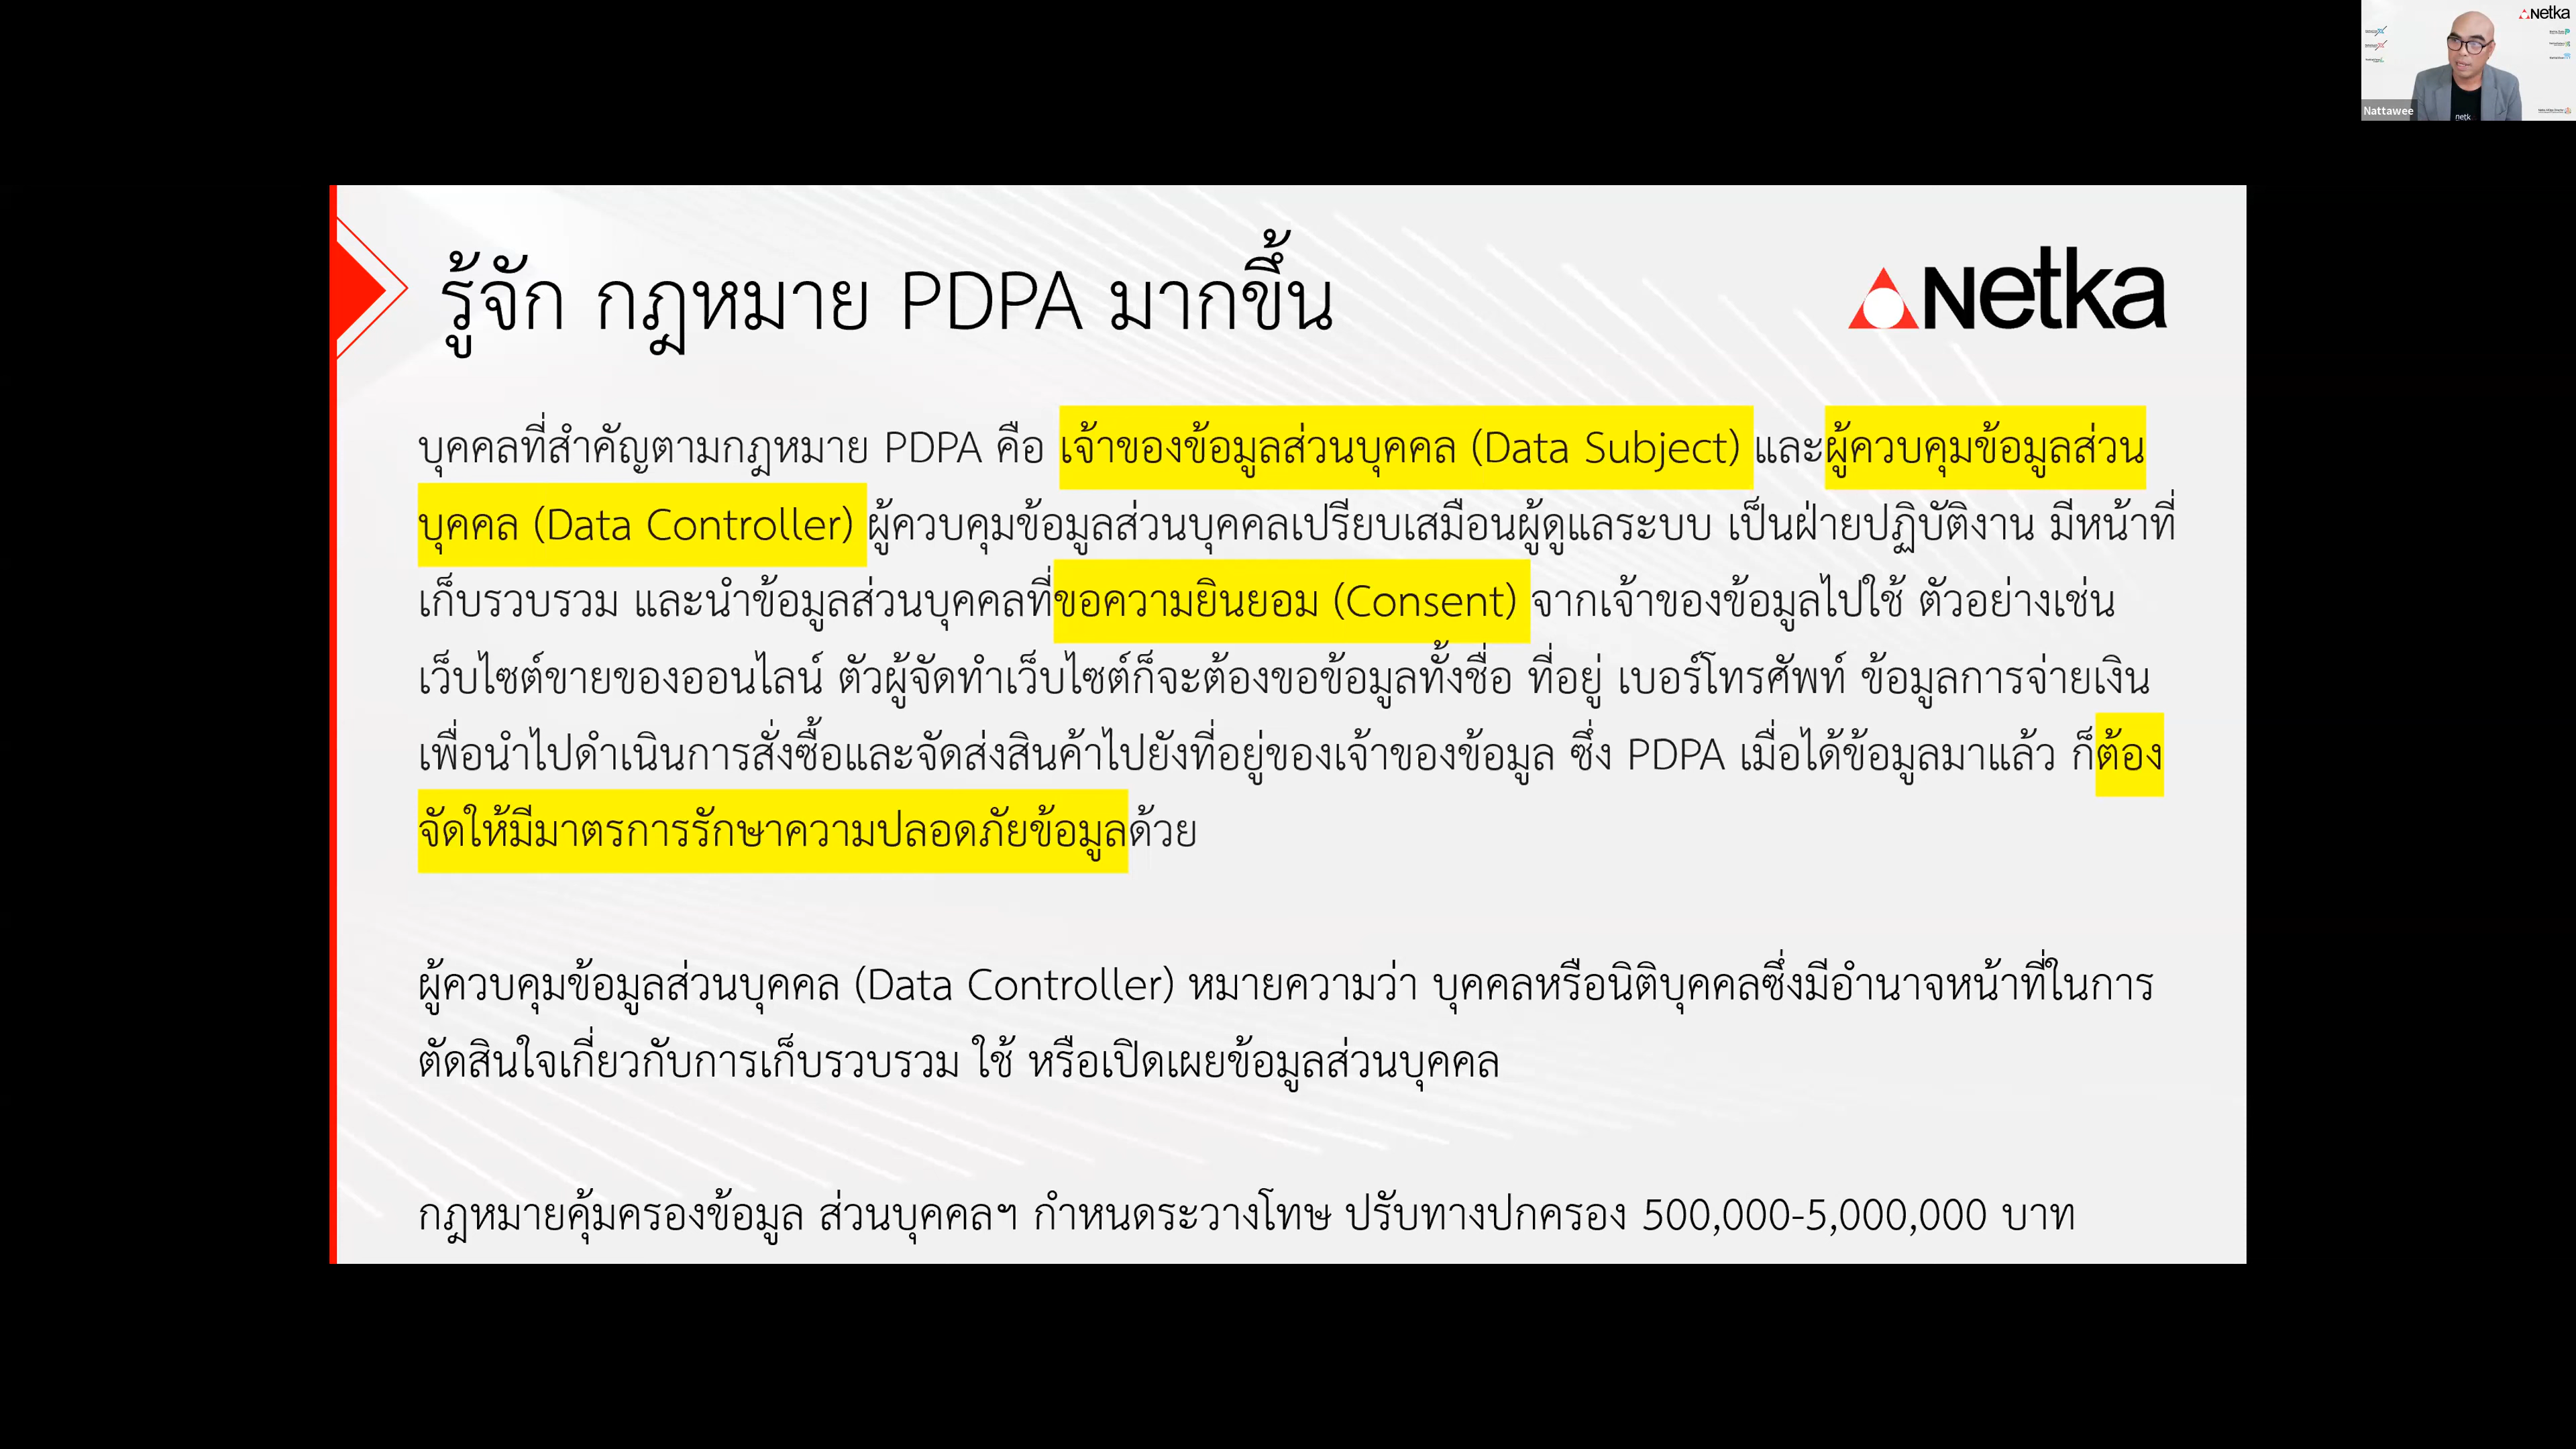 Netka
Nattawee
netk
รู้จัก กฎหมาย PDPA มากขึ้น
Netka
บุคคลที่สำคัญตามกฎหมาย PDPA คือ เจ้าของข้อมูลส่วนบุคคล (Data Subject) และผู้ควบคุมข้อมูลส่วน
บุคคล (Data Controller) ผู้ควบคุมข้อมูลส่วนบุคคลเปรียบเสมือนผู้ดูแลระบบ เป็นฝ่ายปฏิบัติงาน มีหน้าที่
เก็บรวบรวม และนำข้อมูลส่วนบุคคลที่ขอความยินยอม (Consent) จากเจ้าของข้อมูลไปใช้ ตัวอย่างเช่น
เว็บไซต์ขายของออนไลน์ ตัวผู้จัดทำเว็บไซต์ก็จะต้องขอข้อมูลทั้งชื่อ ที่อยู่ เบอร์โทรศัพท์ ข้อมูลการจ่ายเงิน
เพื่อนำไปดำเนินการสั่งซื้อและจัดส่งสินค้าไปยังที่อยู่ของเจ้าของข้อมูล ซึ่ง PDPA เมื่อได้ข้อมูลมาแล้ว ก็ต้อง
จัดให้มีมาตรการรักษาความปลอดภัยข้อมูลด้วย
ผู้ควบคุมข้อมูลส่วนบุคคล (Data Controller) หมายความว่า บุคคลหรือนิติบุคคลซึ่งมีอำนาจหน้าที่ในการ
ตัดสินใจเกี่ยวกับการเก็บรวบรวม ใช้ หรือเปิดเผยข้อมูลส่วนบุคคล
กฎหมายคุ้มครองข้อมูล ส่วนบุคคลฯ กำหนดระวางโทษ ปรับทางปกครอง 500,000-5,000,000 บาท